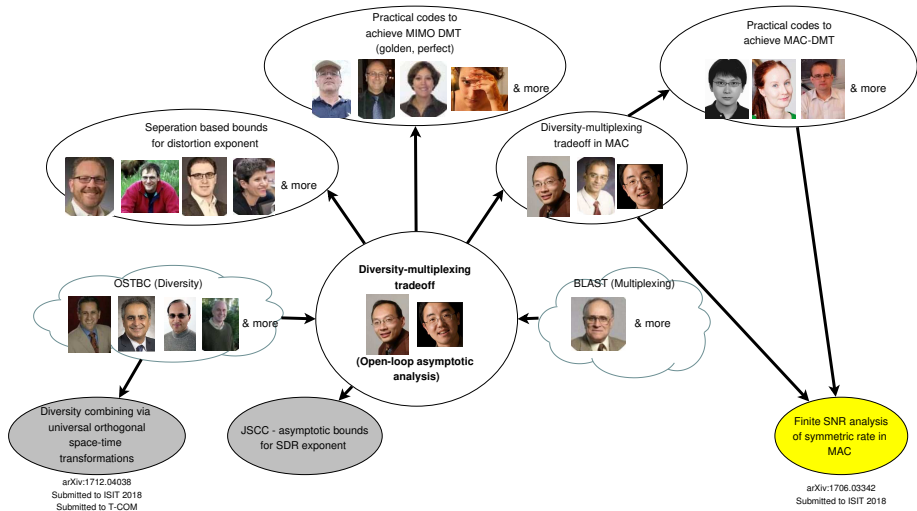 Practical codes to
achieve MIMO DMT
(golden, perfect)
& more
Practical codes to
achieve MAC-DMT
& more
Seperation based bounds
for distortion exponent
& more
Diversity-multiplexing
tradeoff in MAC
OSTBC (Diversity)
& more
Diversity-multiplexing
tradeoff
(Open-loop asymptotic
analysis)
BLAST (Multiplexing)
& more
Diversity combining via
universal orthogonal
space-time
transformations
arXiv:1712.04038
Submitted to ISIT 2018
Submitted to T-COM
JSCC - asymptotic bounds
for SDR exponent
Finite SNR analysis
of symmetric rate in
MAC
arXiv:1706.03342
Submitted to ISIT 2018